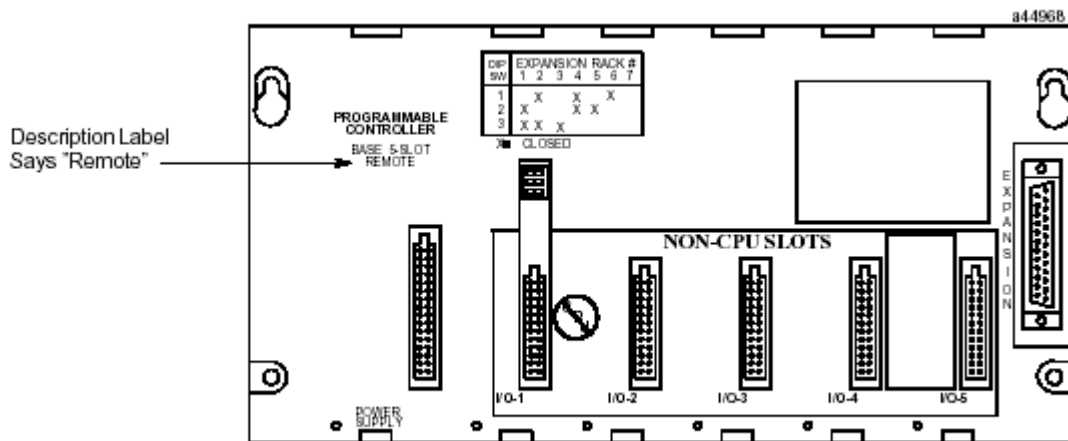 a44968
DIP SW EXPANSION RACK #
1 2 3 4 5 6 7
1 X X X
2 X X X
3 X X X
X■ CLOSED
PROGRAMMABLE
CONTROLLER
BASE 5-SLOT
REMOTE
Description Label
Says "Remote"
EXPANSION
NON-CPU SLOTS
I/O-1 I/O-2 I/O-3 I/O-4 I/O-5
POWER
SUPPLY